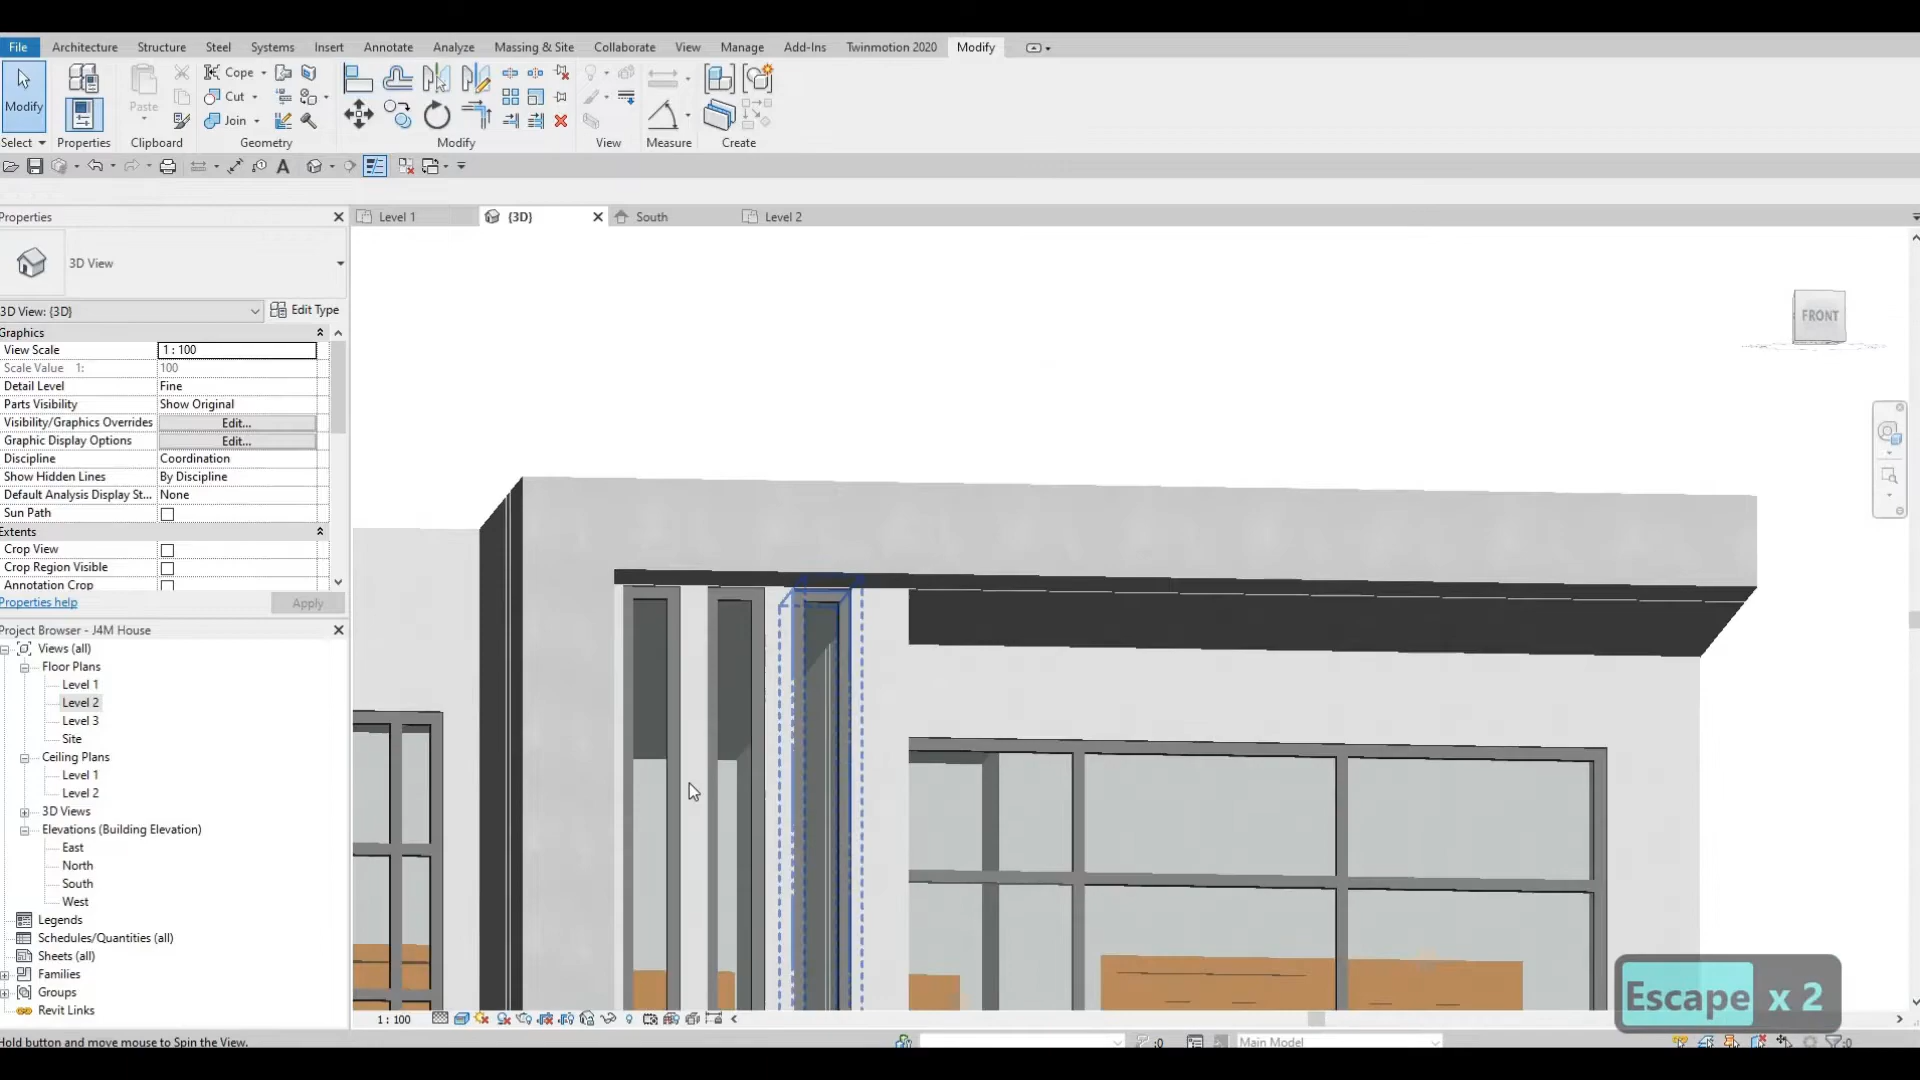 File Architecture Structure Steel Systems Insert Annotate Analyze Massing & Site Collaborate View Manage Add-Ins Twinmotion 2020 Modify
Modify Paste Cope Cut Join
Select Properties Clipboard Geometry Modify View Measure Create
A
Properties
Level 1 {3D} South Level 2
3D View
3D View: {3D} Edit Type
Graphics
View Scale 1 : 100
Scale Value 1: 100
Detail Level Fine
Parts Visibility Show Original
Visibility/Graphics Overrides Edit...
Graphic Display Options Edit...
Discipline Coordination
Show Hidden Lines By Discipline
Default Analysis Display St... None
Sun Path
Extents
Crop View
Crop Region Visible
Annotation Crop
Properties help Apply
Project Browser - J4M House
Views (all)
Floor Plans
Level 1
Level 2
Level 3
Site
Ceiling Plans
Level 1
Level 2
3D Views
Elevations (Building Elevation)
East
North
South
West
Legends
Schedules/Quantities (all)
Sheets (all)
Families
Groups
Revit Links
FRONT
Escape x 2
1 : 100
Hold button and move mouse to Spin the View.
:0 Main Model :0